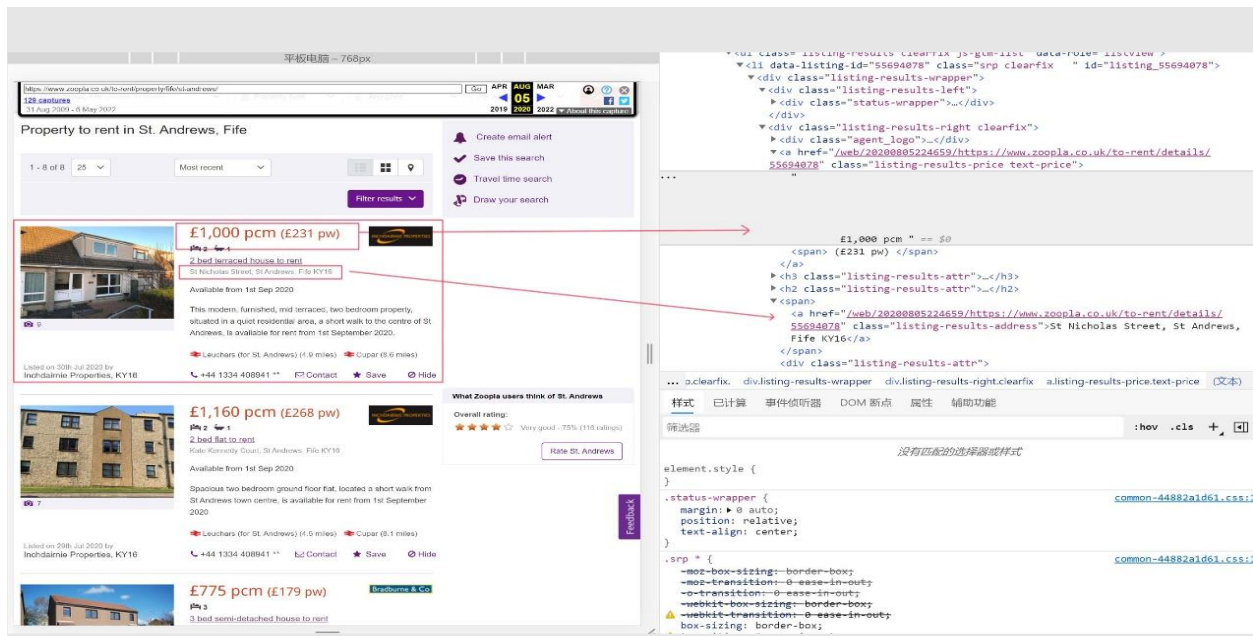 平板电脑 – 768px
https://www.zoopla.co.uk/to-rent/property/fife/st-andrews/
Go
APR AUG MAR
129 captures
05
31 Aug 2009 - 6 May 2022
2019 2020 2022
About this capture
Property to rent in St. Andrews, Fife
1 - 8 of 8
25
Most recent
Filter results
Create email alert
Save this search
Travel time search
Draw your search
£1,000 pcm (£231 pw)
2 1
2 bed terraced house to rent
St Nicholas Street, St Andrews, Fife KY16
Available from 1st Sep 2020
This modern, furnished, mid terraced, two bedroom property,
situated in a quiet residential area, a short walk to the centre of St
Andrews, is available for rent from 1st September 2020.
9
Leuchars (for St. Andrews) (4.9 miles) Cupar (8.6 miles)
Listed on 30th Jul 2020 by
Inchdairnie Properties, KY16
+44 1334 408941 **
Contact
Save
Hide
£1,160 pcm (£268 pw)
2 1
2 bed flat to rent
Kate Kennedy Court, St Andrews, Fife KY16
Available from 1st Sep 2020
Spacious two bedroom ground floor flat, located a short walk from
St Andrews town centre, is available for rent from 1st September
2020
7
Leuchars (for St. Andrews) (4.5 miles) Cupar (8.1 miles)
Listed on 29th Jul 2020 by
Inchdairnie Properties, KY16
+44 1334 408941 **
Contact
Save
Hide
£775 pcm (£179 pw)
Bradburne & Co
3
3 bed semi-detached house to rent
What Zoopla users think of St. Andrews
Overall rating:
Very good - 75% (116 ratings)
Rate St. Andrews
Feedback
▼<ul class="listing-results clearfix js-gtm-list" data-role="listview">
▼<li data-listing-id="55694078" class="srp clearfix " id="listing_55694078">
▼<div class="listing-results-wrapper">
▼<div class="listing-results-left">
▶<div class="status-wrapper">…</div>
</div>
▼<div class="listing-results-right clearfix">
▶<div class="agent_logo">…</div>
▼<a href="/web/20200805224659/https://www.zoopla.co.uk/to-rent/details/
55694078" class="listing-results-price text-price">
...
"
£1,000 pcm " == $0
<span> (£231 pw) </span>
</a>
▶<h3 class="listing-results-attr">…</h3>
▶<h2 class="listing-results-attr">…</h2>
▼<span>
<a href="/web/20200805224659/https://www.zoopla.co.uk/to-rent/details/
55694078" class="listing-results-address">St Nicholas Street, St Andrews,
Fife KY16</a>
</span>
<div class="listing-results-attr">
... p.clearfix. div.listing-results-wrapper div.listing-results-right.clearfix a.listing-results-price.text-price (文本)
样式 已计算 事件侦听器 DOM 断点 属性 辅助功能
筛选器
:hov .cls +
没有匹配的选择器或样式
element.style {
}
.status-wrapper {
common-44882a1d61.css:1
margin: ▶ 0 auto;
position: relative;
text-align: center;
}
.srp * {
common-44882a1d61.css:1
-moz-box-sizing: border-box;
-moz-transition: 0 ease-in-out;
-o-transition: 0 ease-in-out;
-webkit-box-sizing: border-box;
-webkit-transition: 0 ease-in-out;
box-sizing: border-box;